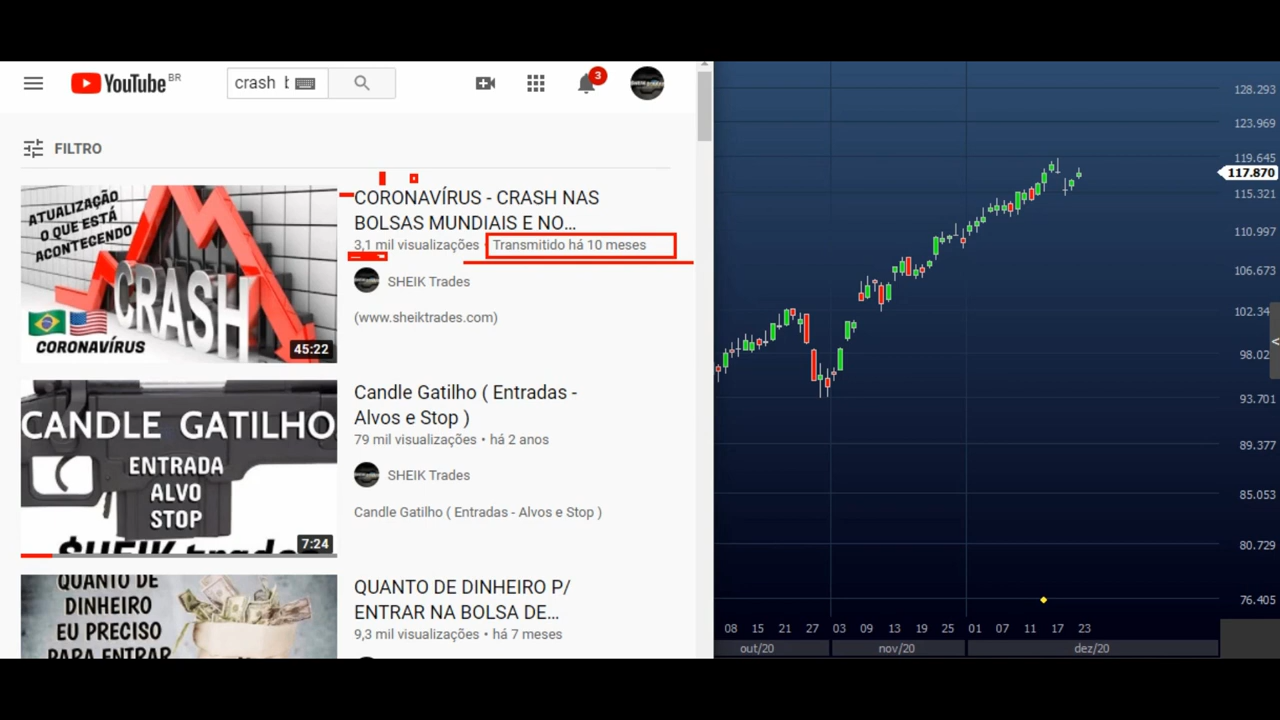 YouTube BR
crash b
3
FILTRO
ATUALIZAÇÃO
O QUE ESTÁ
ACONTECENDO
CRASH
CORONAVÍRUS
45:22
CORONAVÍRUS - CRASH NAS
BOLSAS MUNDIAIS E NO...
3,1 mil visualizações • Transmitido há 10 meses
SHEIK Trades
(www.sheiktrades.com)
CANDLE GATILHO
ENTRADA
ALVO
STOP
$HEIK trade
7:24
Candle Gatilho ( Entradas -
Alvos e Stop )
79 mil visualizações • há 2 anos
SHEIK Trades
Candle Gatilho ( Entradas - Alvos e Stop )
QUANTO DE
DINHEIRO
EU PRECISO
PARA ENTRAR
QUANTO DE DINHEIRO P/
ENTRAR NA BOLSA DE...
9,3 mil visualizações • há 7 meses
128.293
123.969
119.645
117.870
115.321
110.997
106.673
102.34
98.02
<
93.701
89.377
85.053
80.729
76.405
08 15 21 27 03 09 13 19 25 01 07 11 17 23
out/20 nov/20 dez/20